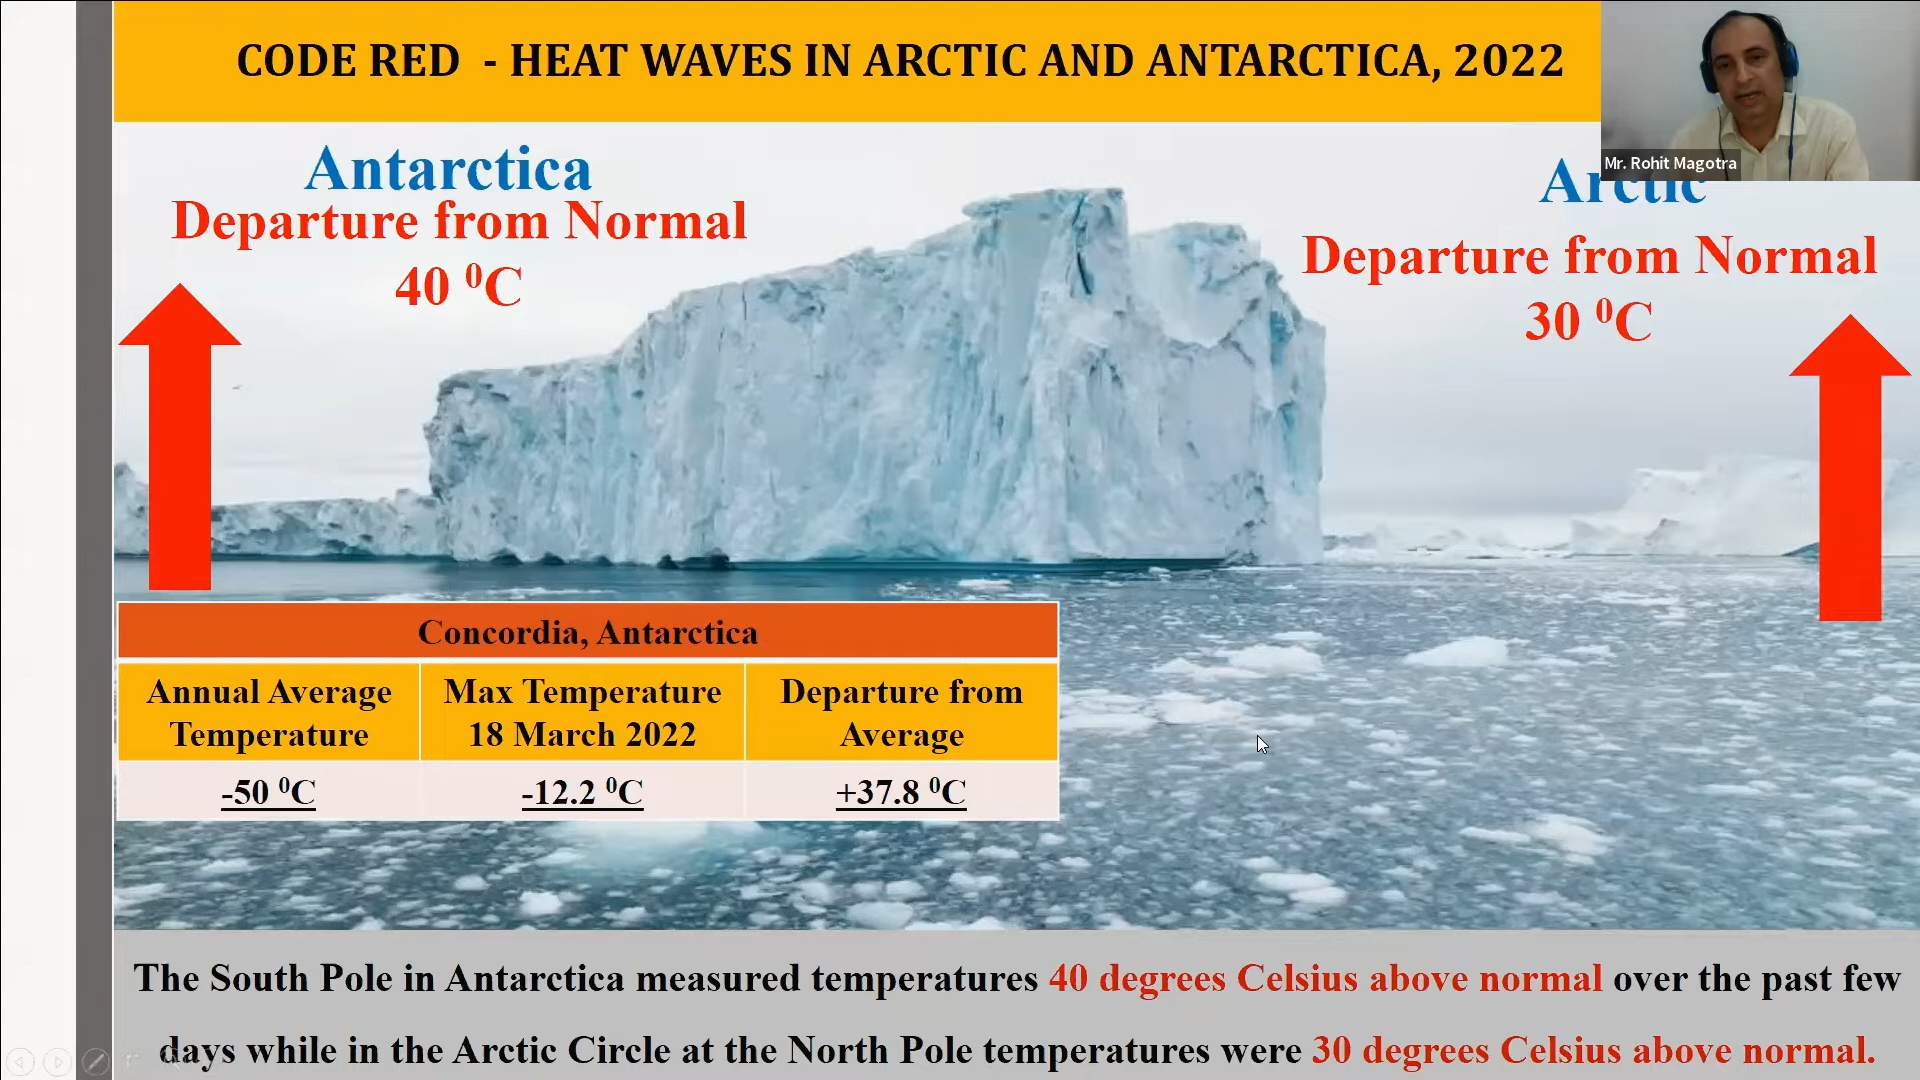 CODE RED - HEAT WAVES IN ARCTIC AND ANTARCTICA, 2022
Mr. Rohit Magotra
Antarctica
Departure from Normal
40 ⁰C
Arctic
Departure from Normal
30 ⁰C
Concordia, Antarctica
Annual Average Temperature
Max Temperature 18 March 2022
Departure from Average
-50 ⁰C
-12.2 ⁰C
+37.8 ⁰C
The South Pole in Antarctica measured temperatures 40 degrees Celsius above normal over the past few
days while in the Arctic Circle at the North Pole temperatures were 30 degrees Celsius above normal.